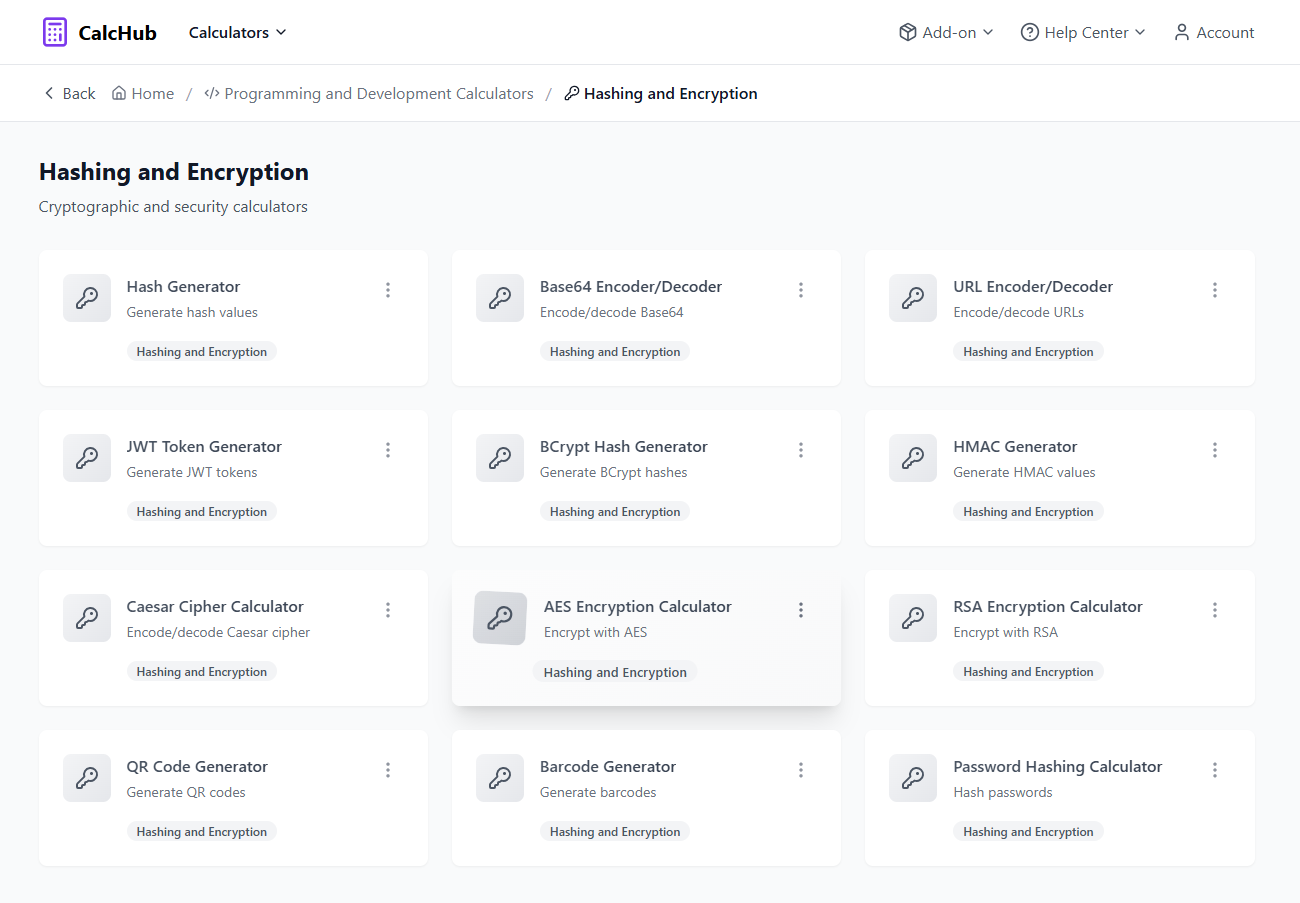 CalcHub
Calculators
Add-on
Help Center
Account
Back
Home / Programming and Development Calculators / Hashing and Encryption
Hashing and Encryption
Cryptographic and security calculators
Hash Generator
Generate hash values
Hashing and Encryption
Base64 Encoder/Decoder
Encode/decode Base64
Hashing and Encryption
URL Encoder/Decoder
Encode/decode URLs
Hashing and Encryption
JWT Token Generator
Generate JWT tokens
Hashing and Encryption
BCrypt Hash Generator
Generate BCrypt hashes
Hashing and Encryption
HMAC Generator
Generate HMAC values
Hashing and Encryption
Caesar Cipher Calculator
Encode/decode Caesar cipher
Hashing and Encryption
AES Encryption Calculator
Encrypt with AES
Hashing and Encryption
RSA Encryption Calculator
Encrypt with RSA
Hashing and Encryption
QR Code Generator
Generate QR codes
Hashing and Encryption
Barcode Generator
Generate barcodes
Hashing and Encryption
Password Hashing Calculator
Hash passwords
Hashing and Encryption